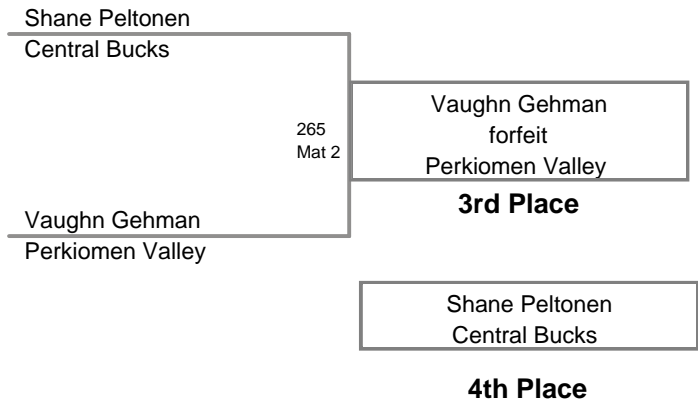 Shane Peltonen
Central Bucks
265
Mat 2
Vaughn Gehman
forfeit
Perkiomen Valley
3rd Place
Vaughn Gehman
Perkiomen Valley
Shane Peltonen
Central Bucks
4th Place